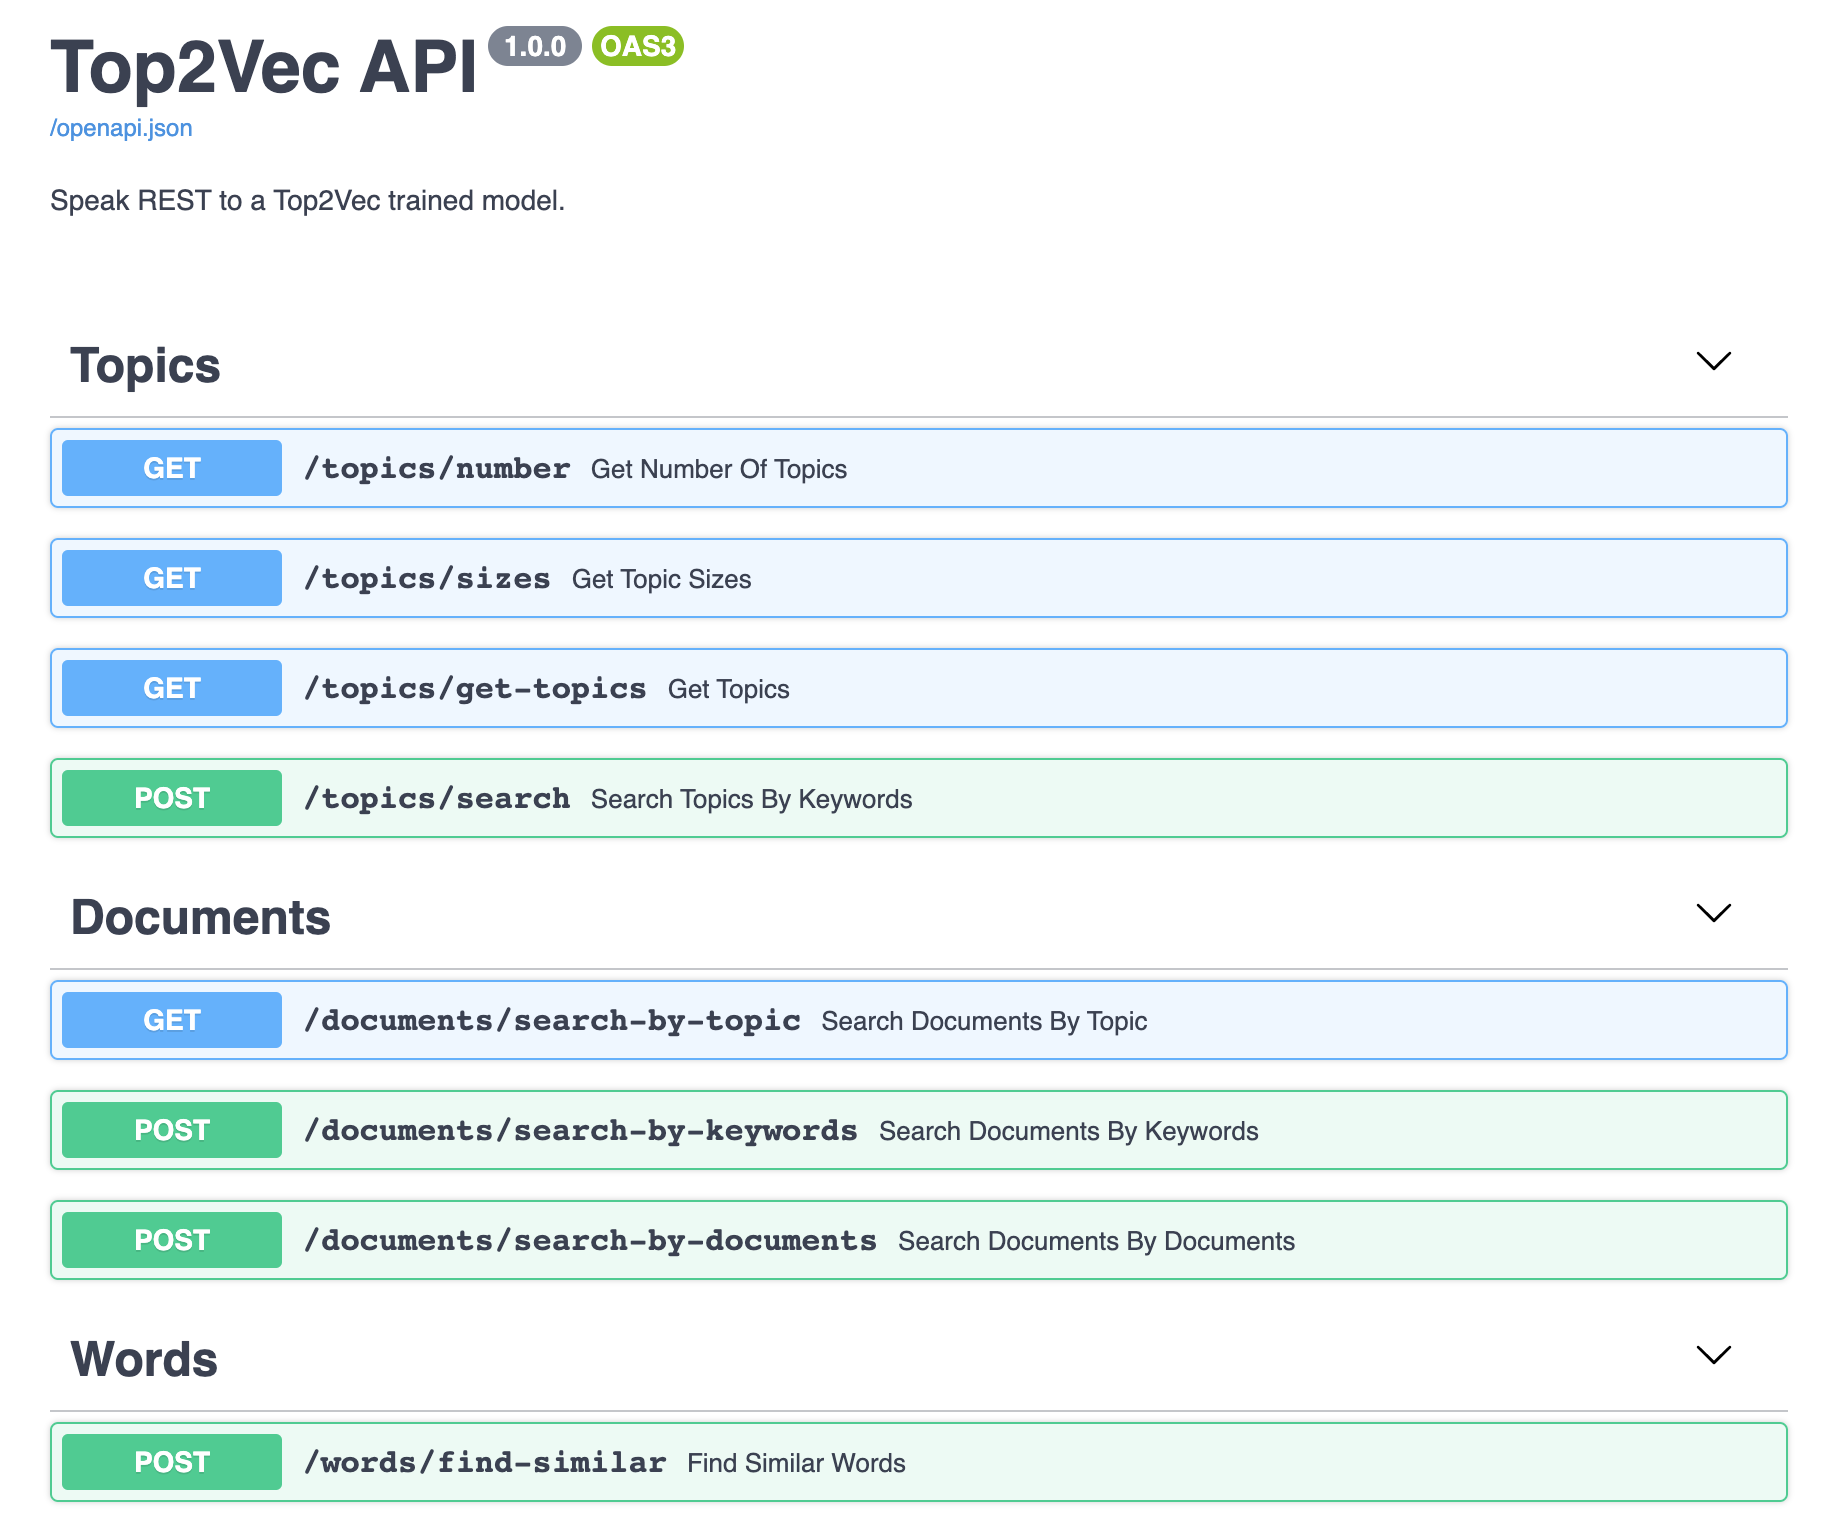 Top2Vec API 1.0.0 OAS3
/openapi.json
Speak REST to a Top2Vec trained model.
Topics
GET /topics/number Get Number Of Topics
GET /topics/sizes Get Topic Sizes
GET /topics/get-topics Get Topics
POST /topics/search Search Topics By Keywords
Documents
GET /documents/search-by-topic Search Documents By Topic
POST /documents/search-by-keywords Search Documents By Keywords
POST /documents/search-by-documents Search Documents By Documents
Words
POST /words/find-similar Find Similar Words